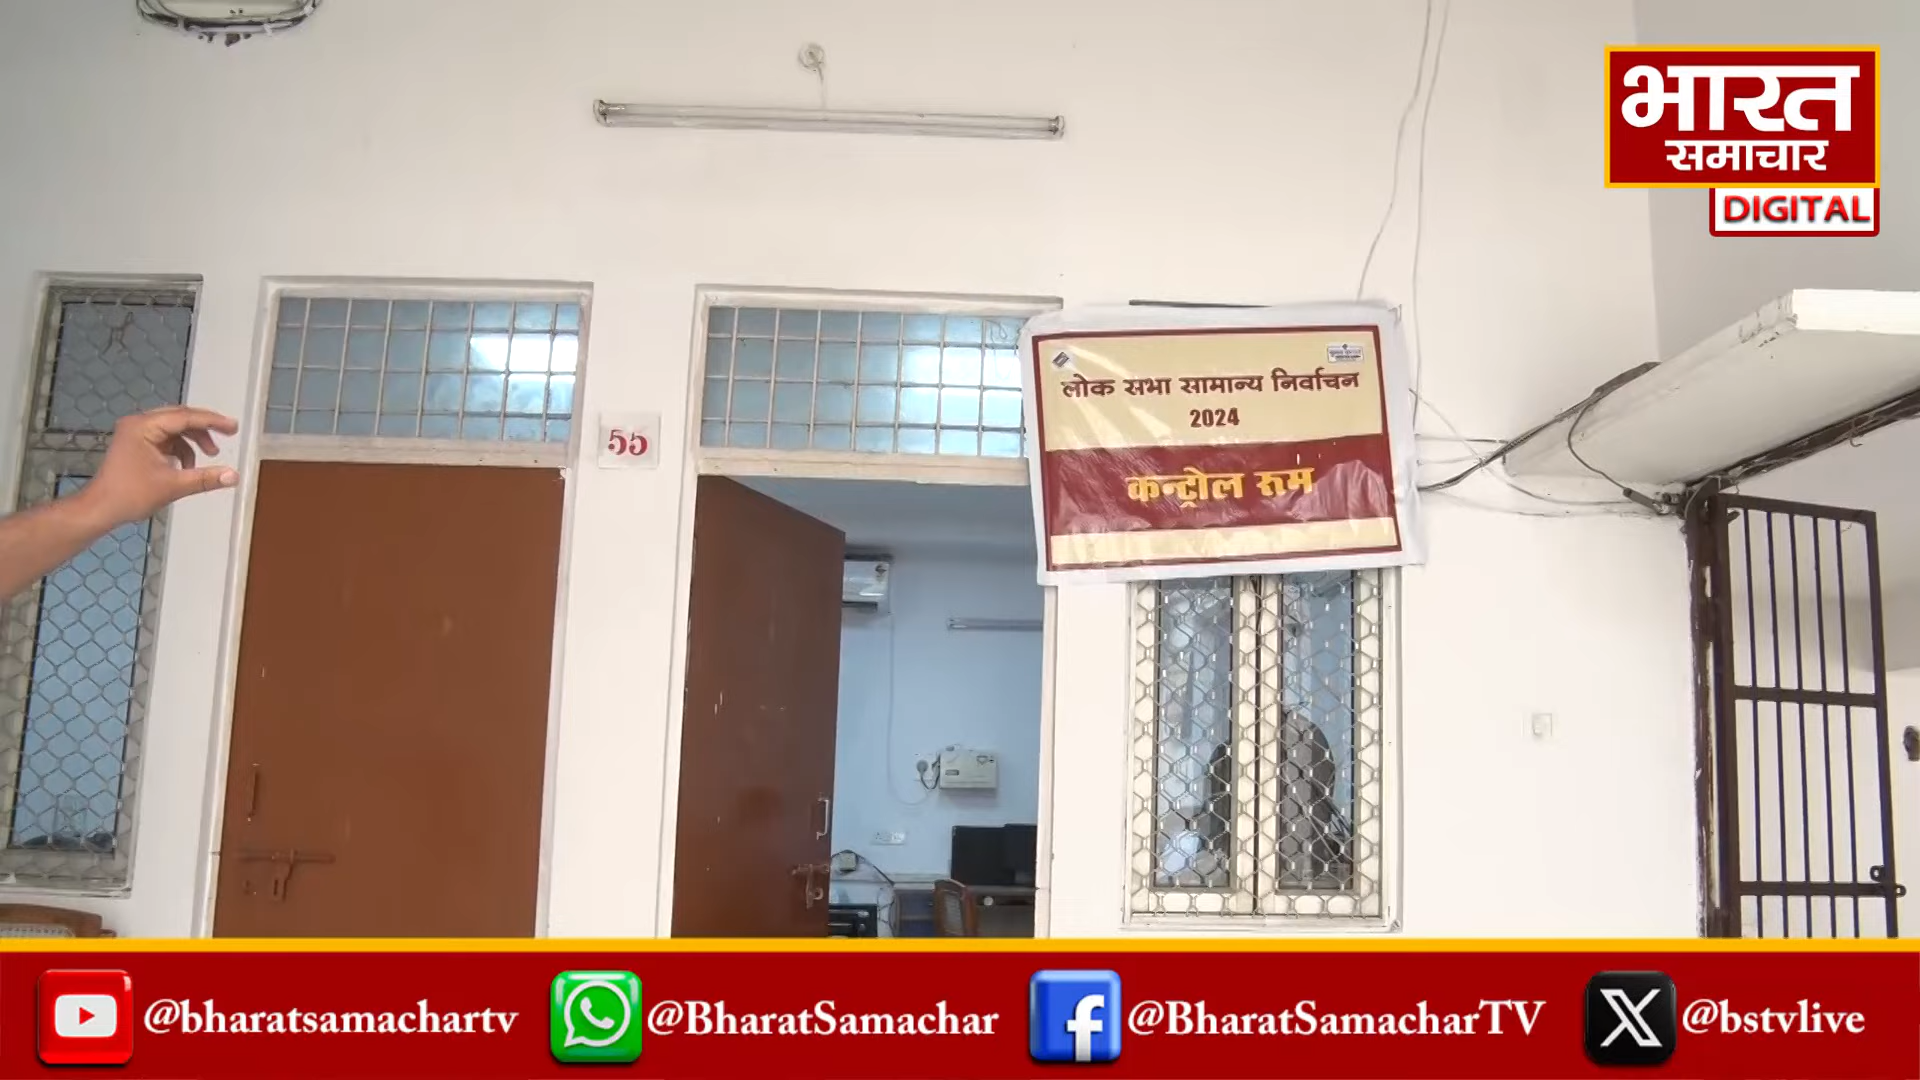 भारत
समाचार
DIGITAL
लोक सभा सामान्य निर्वाचन
2024
कन्ट्रोल रूम
55
@bharatsamachartv
@BharatSamachar
@BharatSamacharTV
@bstvlive